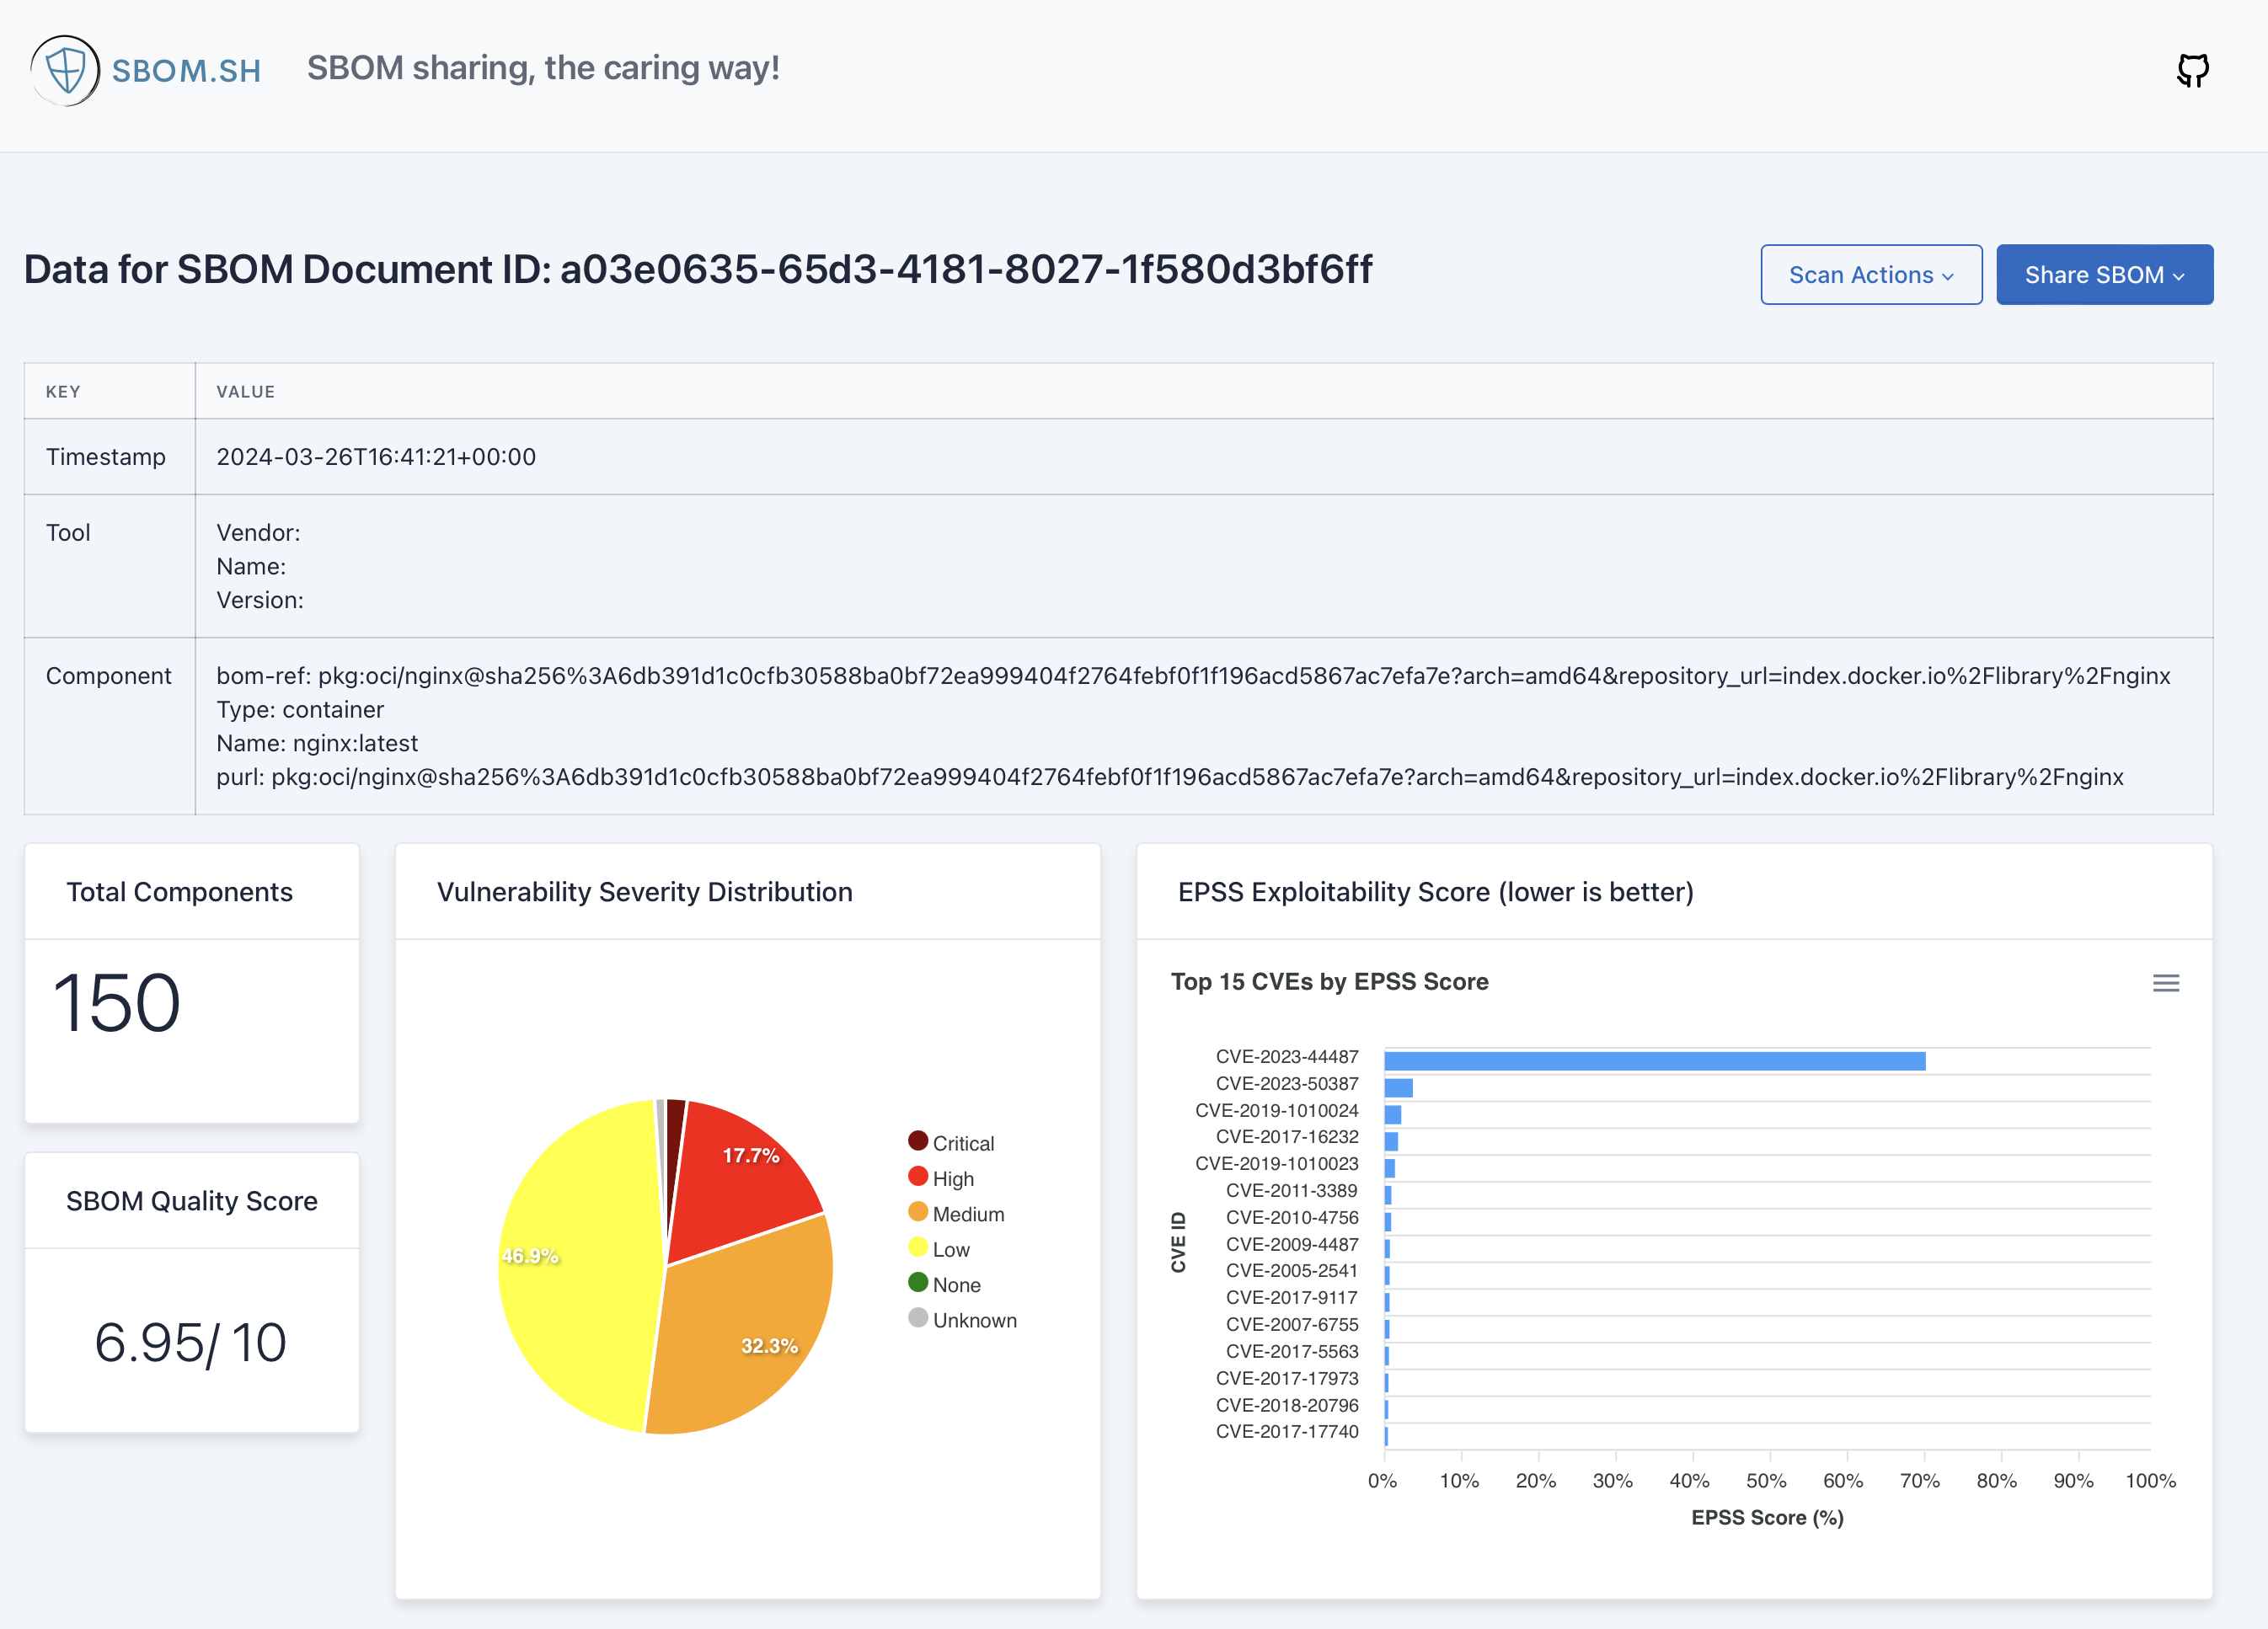 SBOM.SH
SBOM sharing, the caring way!
Data for SBOM Document ID: a03e0635-65d3-4181-8027-1f580d3bf6ff
Scan Actions
Share SBOM
KEY
VALUE
Timestamp
2024-03-26T16:41:21+00:00
Tool
Vendor:
Name:
Version:
Component
bom-ref: pkg:oci/nginx@sha256%3A6db391d1c0cfb30588ba0bf72ea999404f2764febf0f1f196acd5867ac7efa7e?arch=amd64&repository_url=index.docker.io%2Flibrary%2Fnginx
Type: container
Name: nginx:latest
purl: pkg:oci/nginx@sha256%3A6db391d1c0cfb30588ba0bf72ea999404f2764febf0f1f196acd5867ac7efa7e?arch=amd64&repository_url=index.docker.io%2Flibrary%2Fnginx
Total Components
150
SBOM Quality Score
6.95/ 10
Vulnerability Severity Distribution
17.7%
46.9%
32.3%
Critical
High
Medium
Low
None
Unknown
EPSS Exploitability Score (lower is better)
Top 15 CVEs by EPSS Score
CVE ID
CVE-2023-44487
CVE-2023-50387
CVE-2019-1010024
CVE-2017-16232
CVE-2019-1010023
CVE-2011-3389
CVE-2010-4756
CVE-2009-4487
CVE-2005-2541
CVE-2017-9117
CVE-2007-6755
CVE-2017-5563
CVE-2017-17973
CVE-2018-20796
CVE-2017-17740
0% 10% 20% 30% 40% 50% 60% 70% 80% 90% 100%
EPSS Score (%)